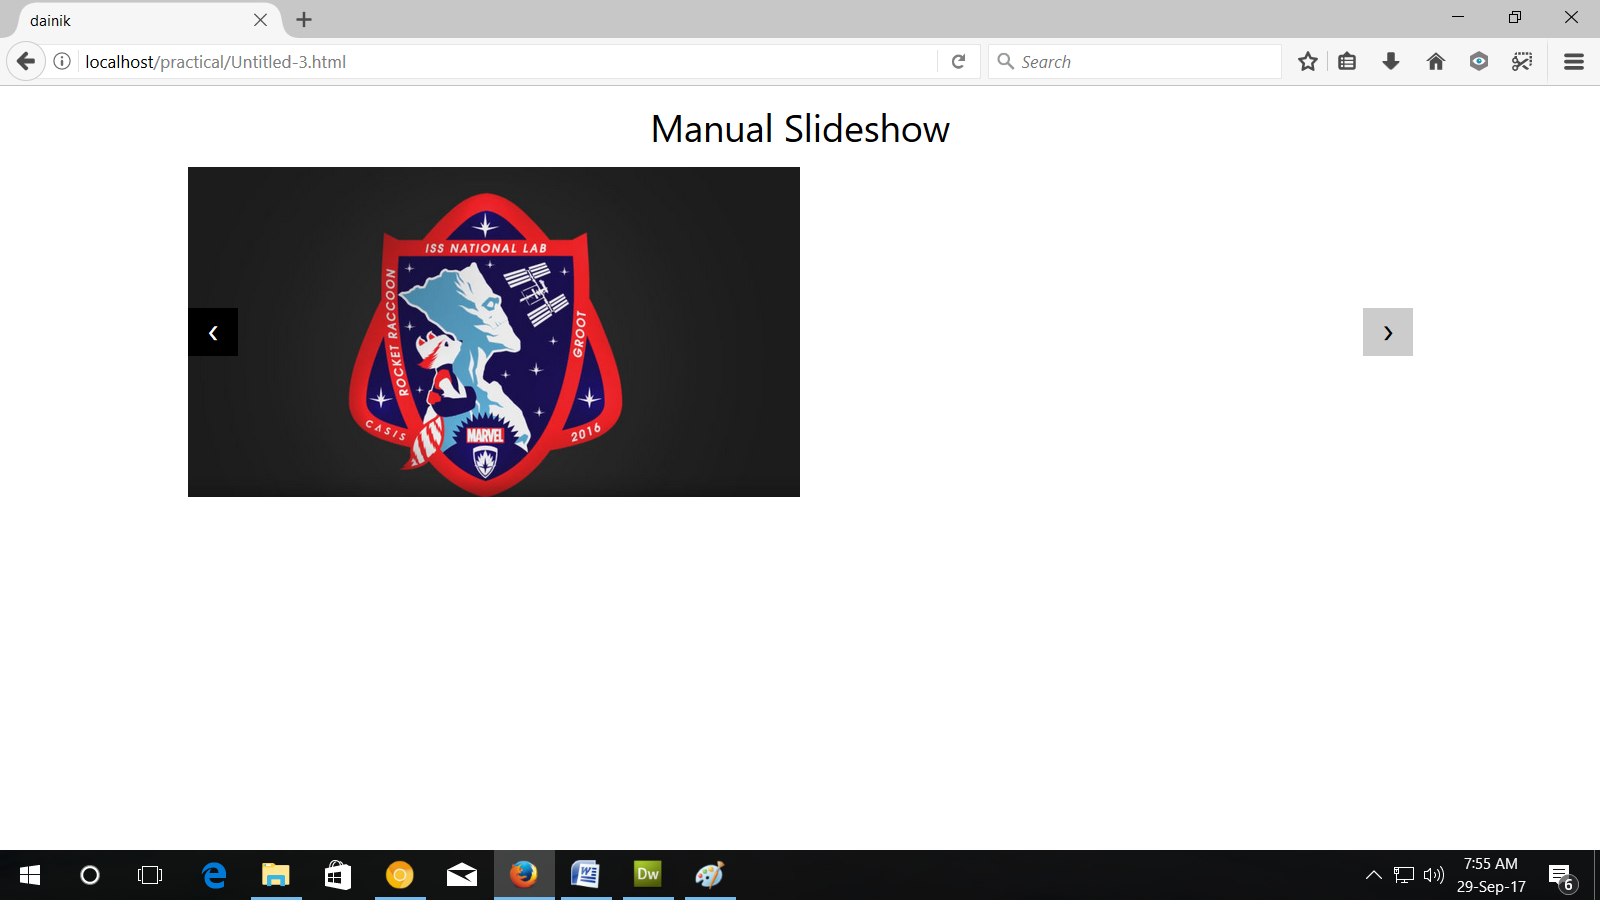 dainik
localhost/practical/Untitled-3.html
Search
Manual Slideshow
ISS NATIONAL LAB
ROCKET RACCOON
GROOT
CASIS
MARVEL
2016
‹
›
Dw
7:55 AM
29-Sep-17
6